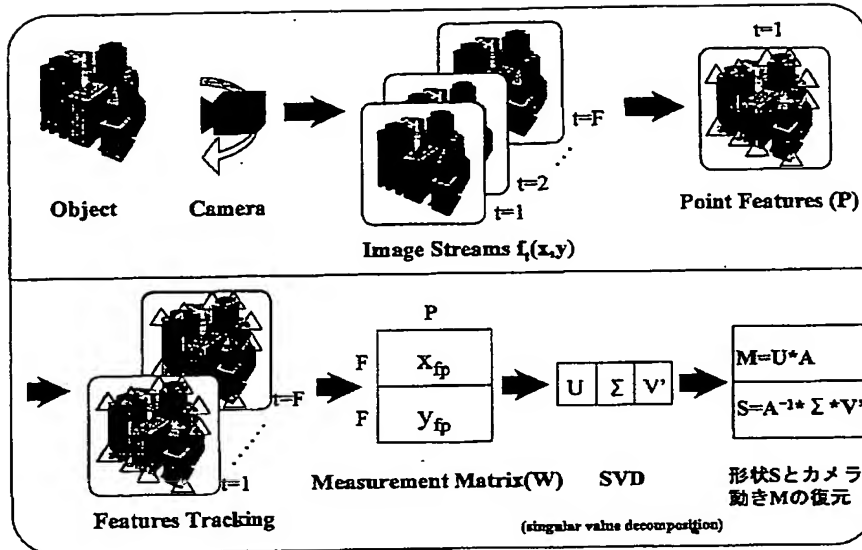 Object
Camera
t=F
t=2
t=1
Image Streams f_t(x,y)
t=1
Point Features (P)
t=F
t=1
Features Tracking
P
F
x_fp
F
y_fp
Measurement Matrix(W)
U Σ V'
SVD
(singular value decomposition)
M=U*A
S=A⁻¹* Σ *V'
形状Sとカメラ
動きMの復元